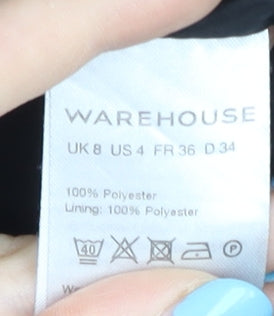 WAREHOUSE
UK 8 US 4 FR 36 D 34
100% Polyester
Lining: 100% Polyester
40 P